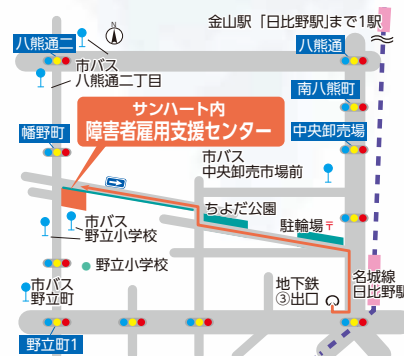 金山駅「日比野駅」まで1駅
N
八熊通二
八熊通
市バス
八熊通二丁目
南八熊町
サンハート内
障害者雇用支援センター
幡野町
中央卸売場
市バス
中央卸売市場前
ちよだ公園
駐輪場〒
市バス
野立小学校
野立小学校
市バス
野立町
地下鉄
③出口
名城線
日比野駅
野立町1